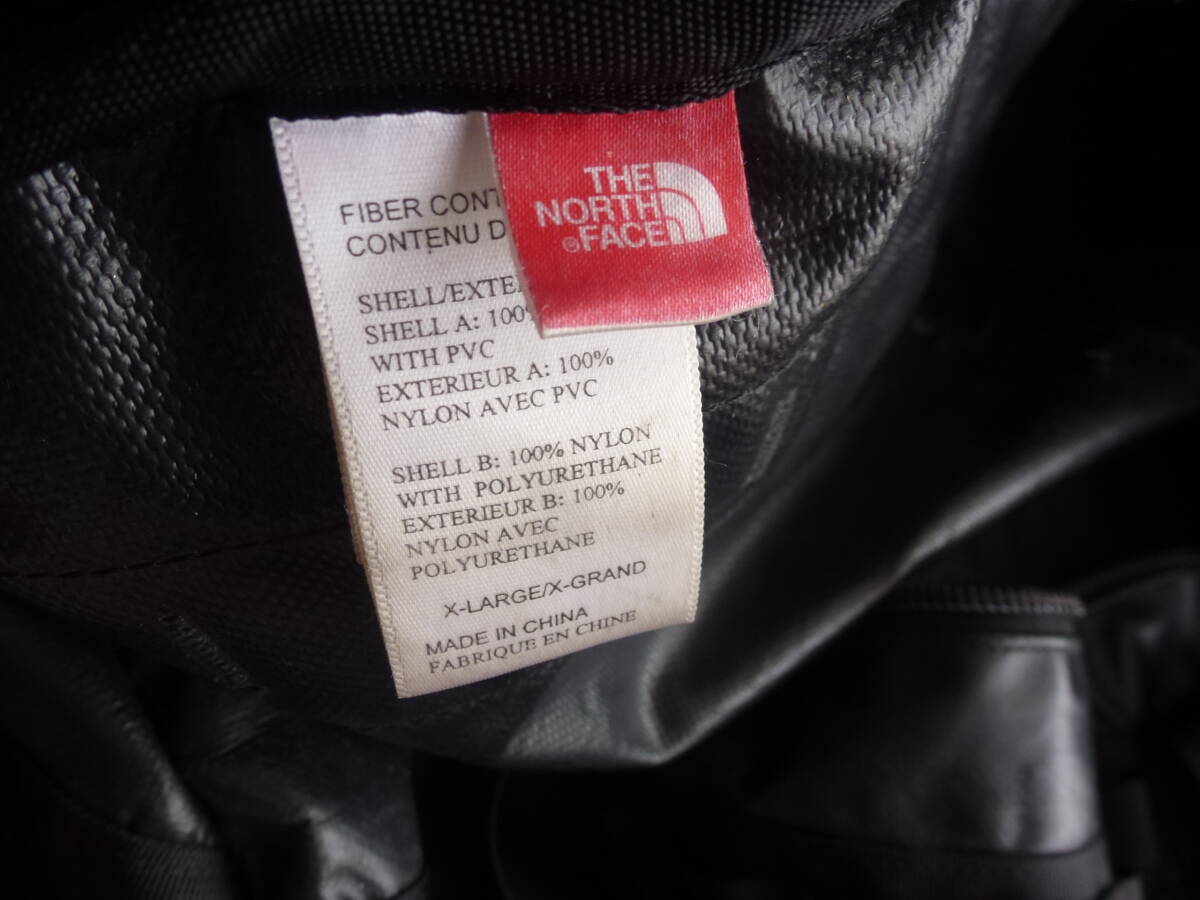 THE
NORTH
®FACE
FIBER CONT
CONTENU D
SHELL/EXTE
SHELL A: 100%
WITH PVC
EXTERIEUR A: 100%
NYLON AVEC PVC
SHELL B: 100% NYLON
WITH POLYURETHANE
EXTERIEUR B: 100%
NYLON AVEC
POLYURETHANE
X-LARGE/X-GRAND
MADE IN CHINA
FABRIQUE EN CHINE